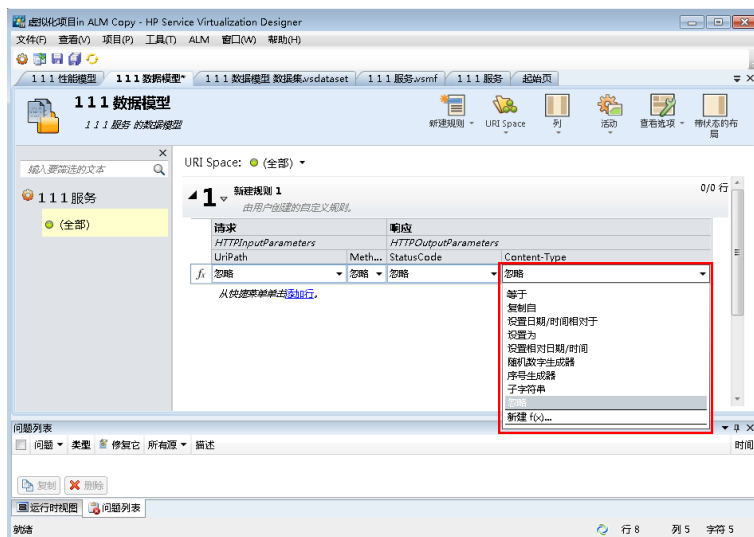 虚拟化项目in ALM Copy - HP Service Virtualization Designer
文件(F) 查看(V) 项目(P) 工具(T) ALM 窗口(W) 帮助(H)
1 1 1 性能模型 1 1 1 数据模型* 1 1 1 数据模型 数据集.vsdataset 1 1 1 服务.vsmf 1 1 1 服务 起始页
1 1 1 数据模型
1 1 1 服务 的数据模型
新建规则 URI Space 列 活动 查看选项 带状态的布局
输入要筛选的文本
URI Space: (全部)
1 1 1 服务
(全部)
1 新建规则 1 0/0 行
由用户创建的自定义规则。
请求 响应
HTTPInputParameters HTTPOutputParameters
UriPath Meth... StatusCode Content-Type
fx 忽略 忽略 忽略 忽略
从快速菜单单击添加行。
等于
复制自
设置日期/时间相对于
设置为
设置相对日期/时间
随机数字生成器
序号生成器
子字符串
忽略
新建 f(x)...
问题列表
问题 类型 修复它 所有源 描述 时间
复制 删除
运行时视图 问题列表
就绪 行 8 列 5 字符 5